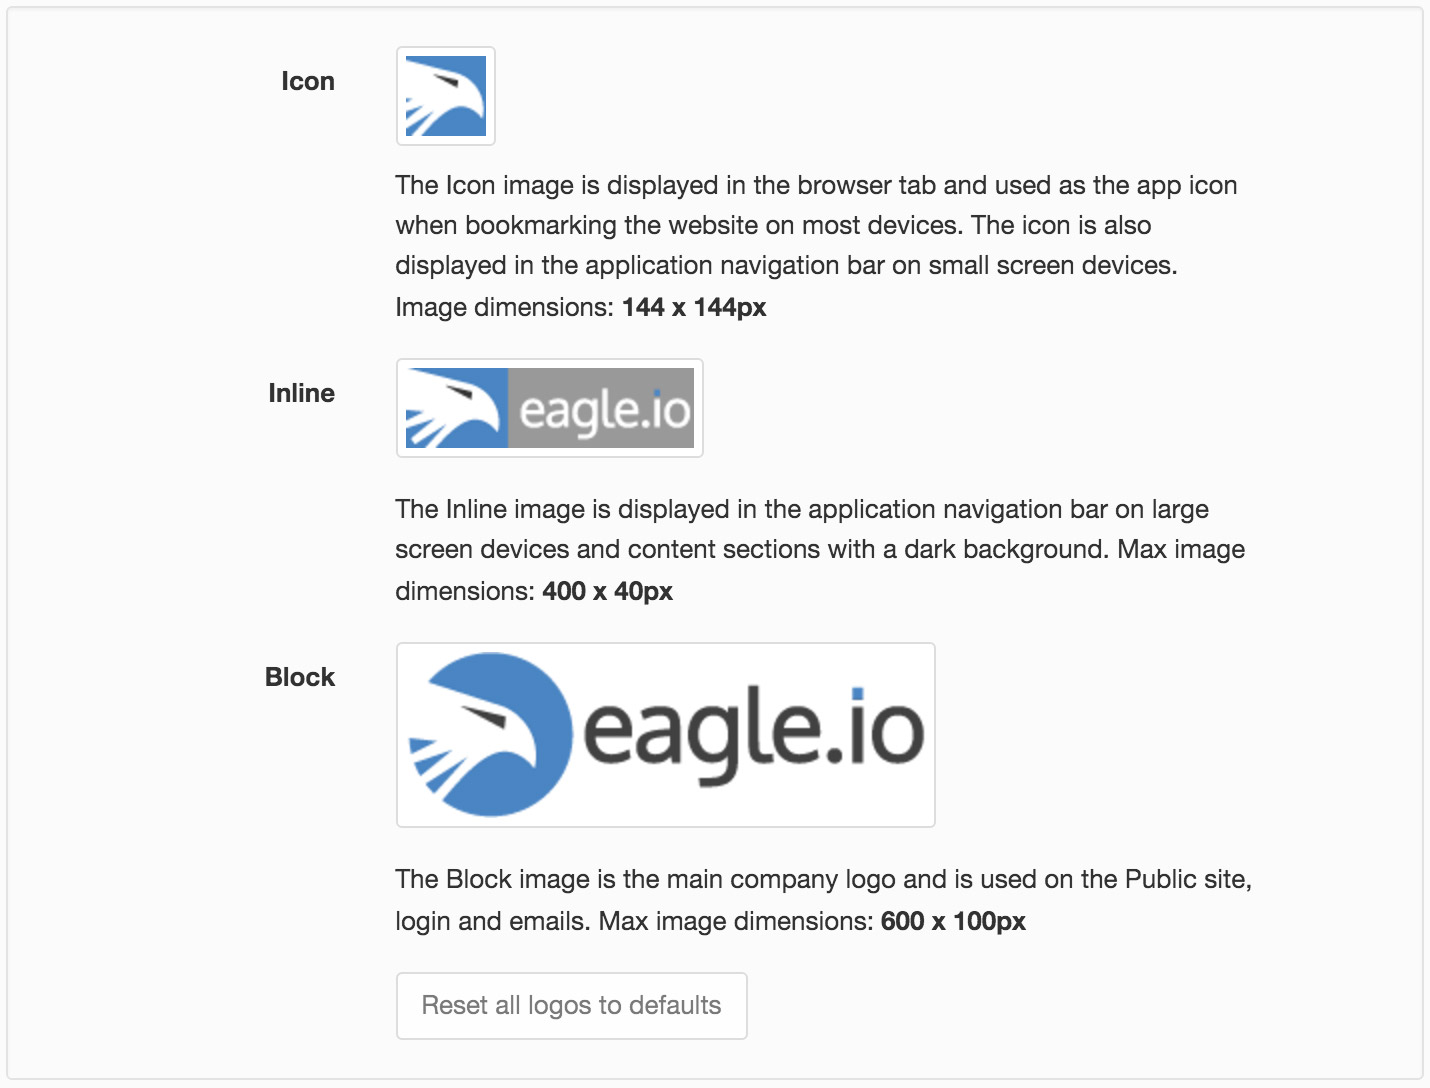 Icon
The Icon image is displayed in the browser tab and used as the app icon
when bookmarking the website on most devices. The icon is also
displayed in the application navigation bar on small screen devices.
Image dimensions: 144 x 144px
Inline
eagle.io
The Inline image is displayed in the application navigation bar on large
screen devices and content sections with a dark background. Max image
dimensions: 400 x 40px
Block
eagle.io
The Block image is the main company logo and is used on the Public site,
login and emails. Max image dimensions: 600 x 100px
Reset all logos to defaults